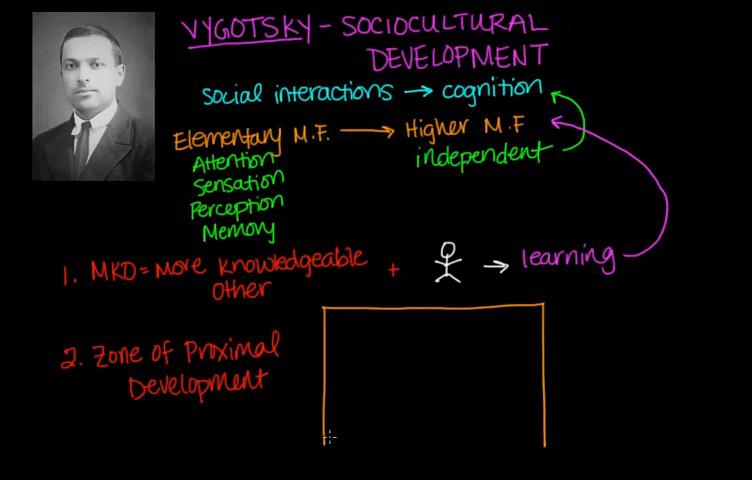 VYGOTSKY - SOCIOCULTURAL
DEVELOPMENT
social interactions → cognition
Elementary M.F. → Higher M.F
Attention
independent
Sensation
Perception
Memory
1. MKO = More Knowledgeable
Other
+ → learning
2. Zone of Proximal
Development